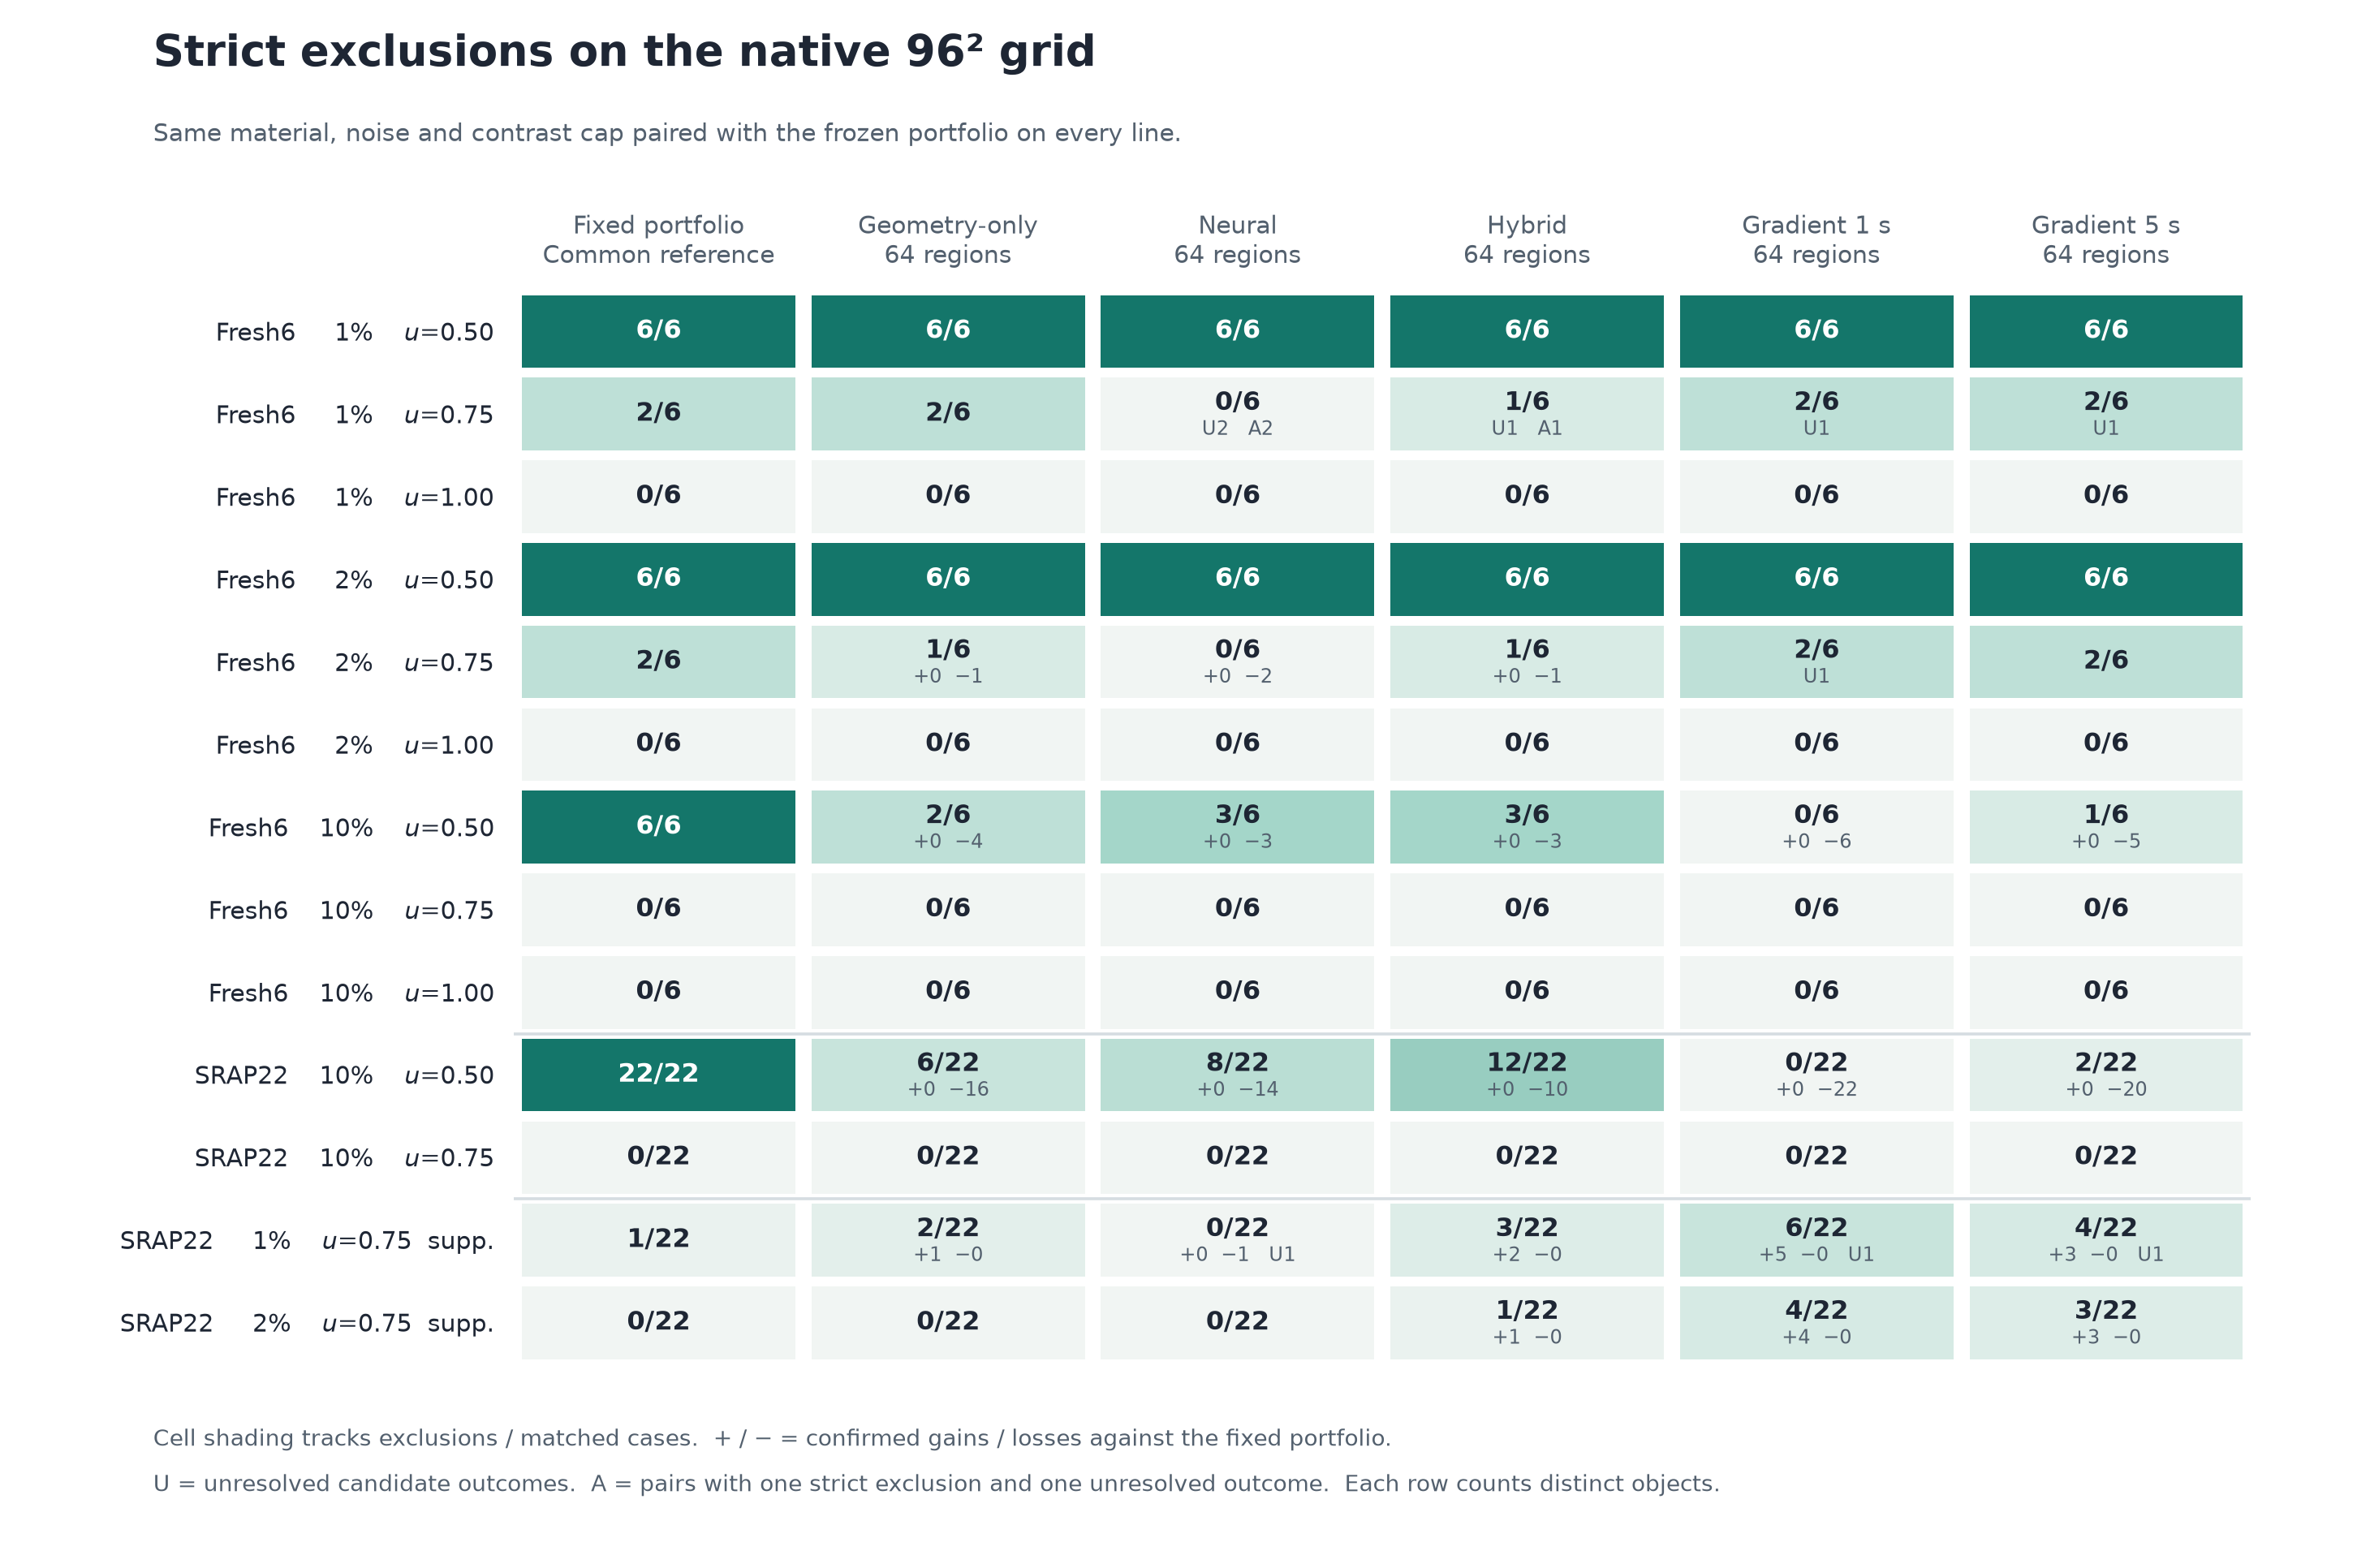 Strict exclusions on the native 96² grid
Same material, noise and contrast cap paired with the frozen portfolio on every line.
Fixed portfolio Geometry-only Neural Hybrid Gradient 1 s Gradient 5 s
Common reference 64 regions 64 regions 64 regions 64 regions 64 regions
Fresh6 1% u=0.50 6/6 6/6 6/6 6/6 6/6 6/6
Fresh6 1% u=0.75 2/6 2/6 0/6 1/6 2/6 2/6
U2 A2 U1 A1 U1 U1
Fresh6 1% u=1.00 0/6 0/6 0/6 0/6 0/6 0/6
Fresh6 2% u=0.50 6/6 6/6 6/6 6/6 6/6 6/6
Fresh6 2% u=0.75 2/6 1/6 0/6 1/6 2/6 2/6
+0 −1 +0 −2 +0 −1 U1
Fresh6 2% u=1.00 0/6 0/6 0/6 0/6 0/6 0/6
Fresh6 10% u=0.50 6/6 2/6 3/6 3/6 0/6 1/6
+0 −4 +0 −3 +0 −3 +0 −6 +0 −5
Fresh6 10% u=0.75 0/6 0/6 0/6 0/6 0/6 0/6
Fresh6 10% u=1.00 0/6 0/6 0/6 0/6 0/6 0/6
SRAP22 10% u=0.50 22/22 6/22 8/22 12/22 0/22 2/22
+0 −16 +0 −14 +0 −10 +0 −22 +0 −20
SRAP22 10% u=0.75 0/22 0/22 0/22 0/22 0/22 0/22
SRAP22 1% u=0.75 supp. 1/22 2/22 0/22 3/22 6/22 4/22
+1 −0 +0 −1 U1 +2 −0 +5 −0 U1 +3 −0 U1
SRAP22 2% u=0.75 supp. 0/22 0/22 0/22 1/22 4/22 3/22
+1 −0 +4 −0 +3 −0
Cell shading tracks exclusions / matched cases. + / − = confirmed gains / losses against the fixed portfolio.
U = unresolved candidate outcomes. A = pairs with one strict exclusion and one unresolved outcome. Each row counts distinct objects.